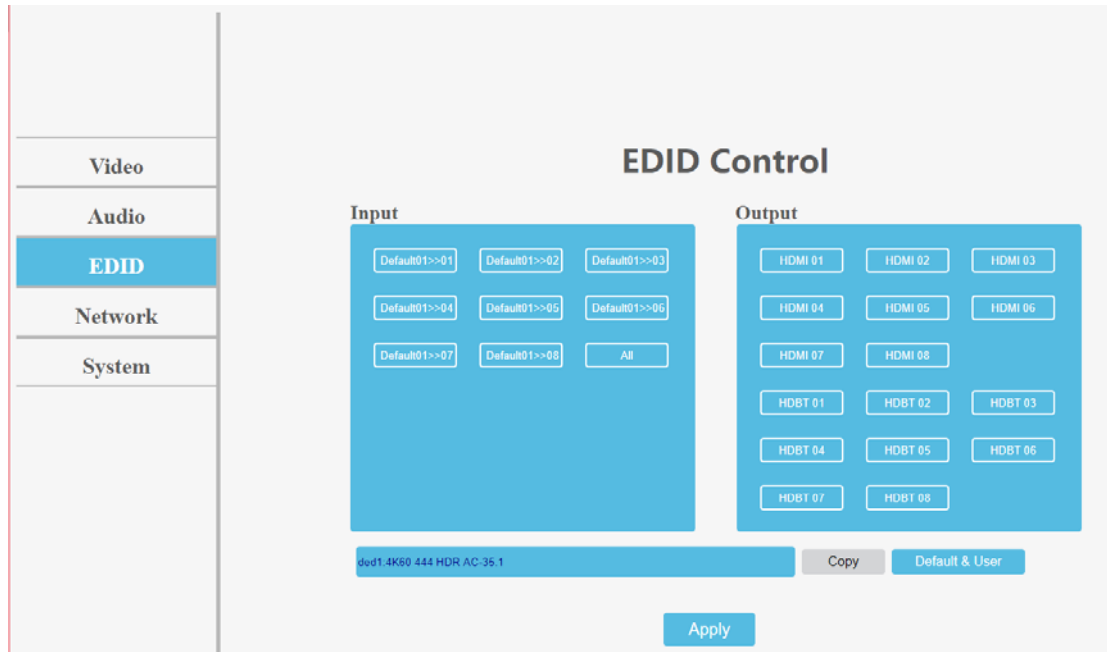 Video
Audio
EDID
Network
System
EDID Control
Input
Default01>>01 Default01>>02 Default01>>03
Default01>>04 Default01>>05 Default01>>06
Default01>>07 Default01>>08 All
Output
HDMI 01 HDMI 02 HDMI 03
HDMI 04 HDMI 05 HDMI 06
HDMI 07 HDMI 08
HDBT 01 HDBT 02 HDBT 03
HDBT 04 HDBT 05 HDBT 06
HDBT 07 HDBT 08
ded1:4K60 444 HDR AC-35.1 Copy Default & User
Apply